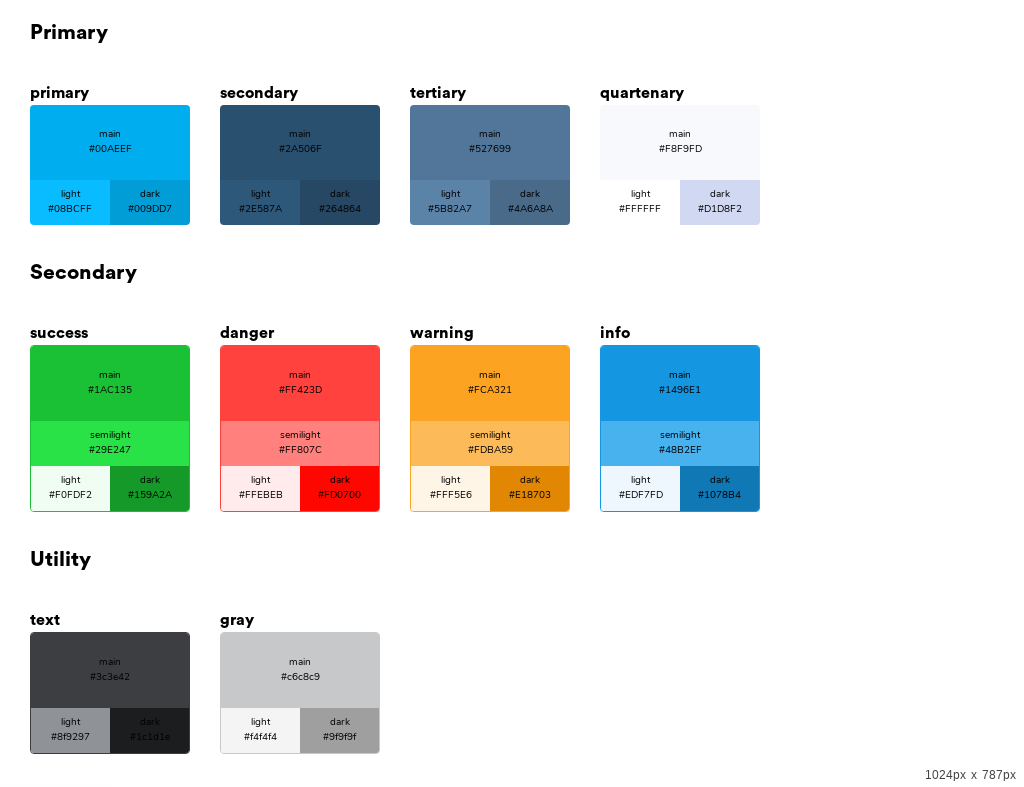 Primary
primary
secondary
tertiary
quartenary
main
#00AEEF
main
#2A506F
main
#527699
main
#F8F9FD
light
#08BCFF
dark
#009DD7
light
#2E587A
dark
#264864
light
#5B82A7
dark
#4A6A8A
light
#FFFFFF
dark
#D1D8F2
Secondary
success
danger
warning
info
main
#1AC135
main
#FF423D
main
#FCA321
main
#1496E1
semilight
#29E247
semilight
#FF807C
semilight
#FDBA59
semilight
#48B2EF
light
#F0FDF2
dark
#159A2A
light
#FFEBEB
dark
#FD0700
light
#FFF5E6
dark
#E18703
light
#EDF7FD
dark
#1078B4
Utility
text
gray
main
#3c3e42
main
#c6c8c9
light
#8f9297
dark
#1c1d1e
light
#f4f4f4
dark
#9f9f9f
1024px x 787px